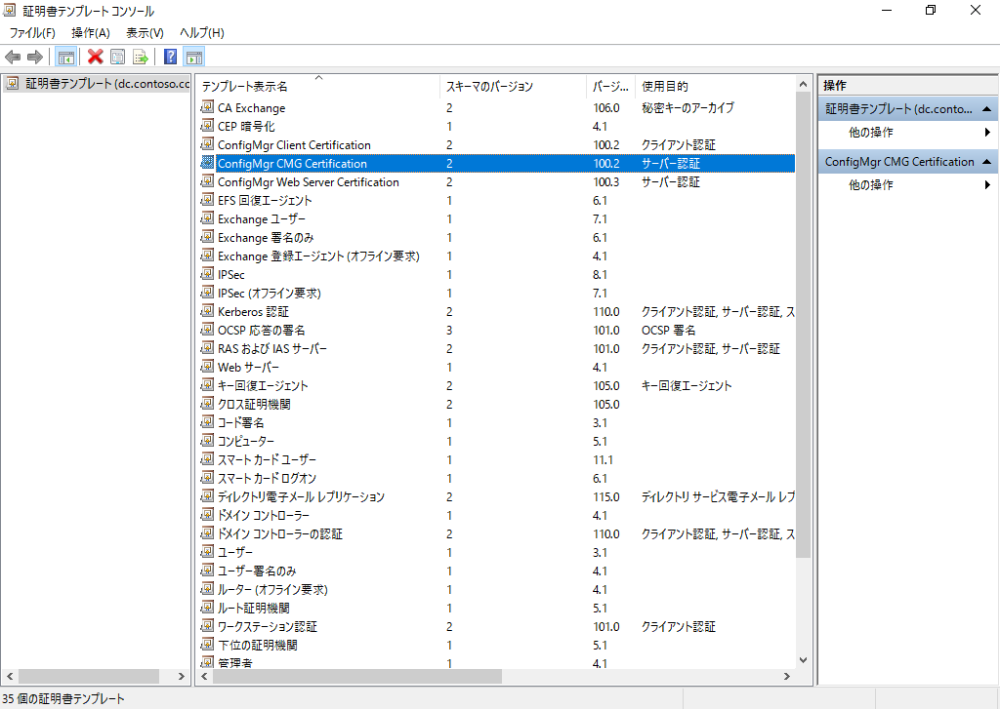 証明書テンプレート コンソール
ファイル(F) 操作(A) 表示(V) ヘルプ(H)
証明書テンプレート (dc.contoso.cc
テンプレート表示名 スキーマのバージョン バージ... 使用目的
CA Exchange 2 106.0 秘密キーのアーカイブ
CEP 暗号化 1 4.1
ConfigMgr Client Certification 2 100.2 クライアント認証
ConfigMgr CMG Certification 2 100.2 サーバー認証
ConfigMgr Web Server Certification 2 100.3 サーバー認証
EFS 回復エージェント 1 6.1
Exchange ユーザー 1 7.1
Exchange 署名のみ 1 6.1
Exchange 登録エージェント (オフライン要求) 1 4.1
IPSec 1 8.1
IPSec (オフライン要求) 1 7.1
Kerberos 認証 2 110.0 クライアント認証, サーバー認証, ス
OCSP 応答の署名 3 101.0 OCSP 署名
RAS および IAS サーバー 2 101.0 クライアント認証, サーバー認証
Web サーバー 1 4.1
キー回復エージェント 2 105.0 キー回復エージェント
クロス証明機関 2 105.0
コード署名 1 3.1
コンピューター 1 5.1
スマート カード ユーザー 1 11.1
スマート カード ログオン 1 6.1
ディレクトリ電子メール レプリケーション 2 115.0 ディレクトリ サービス電子メール レプ
ドメイン コントローラー 1 4.1
ドメイン コントローラーの認証 2 110.0 クライアント認証, サーバー認証, ス
ユーザー 1 3.1
ユーザー署名のみ 1 4.1
ルーター (オフライン要求) 1 4.1
ルート証明機関 1 5.1
ワークステーション認証 2 101.0 クライアント認証
下位の証明機関 1 5.1
管理者 1 4.1
操作
証明書テンプレート (dc.conto...
他の操作
ConfigMgr CMG Certification
他の操作
35 個の証明書テンプレート